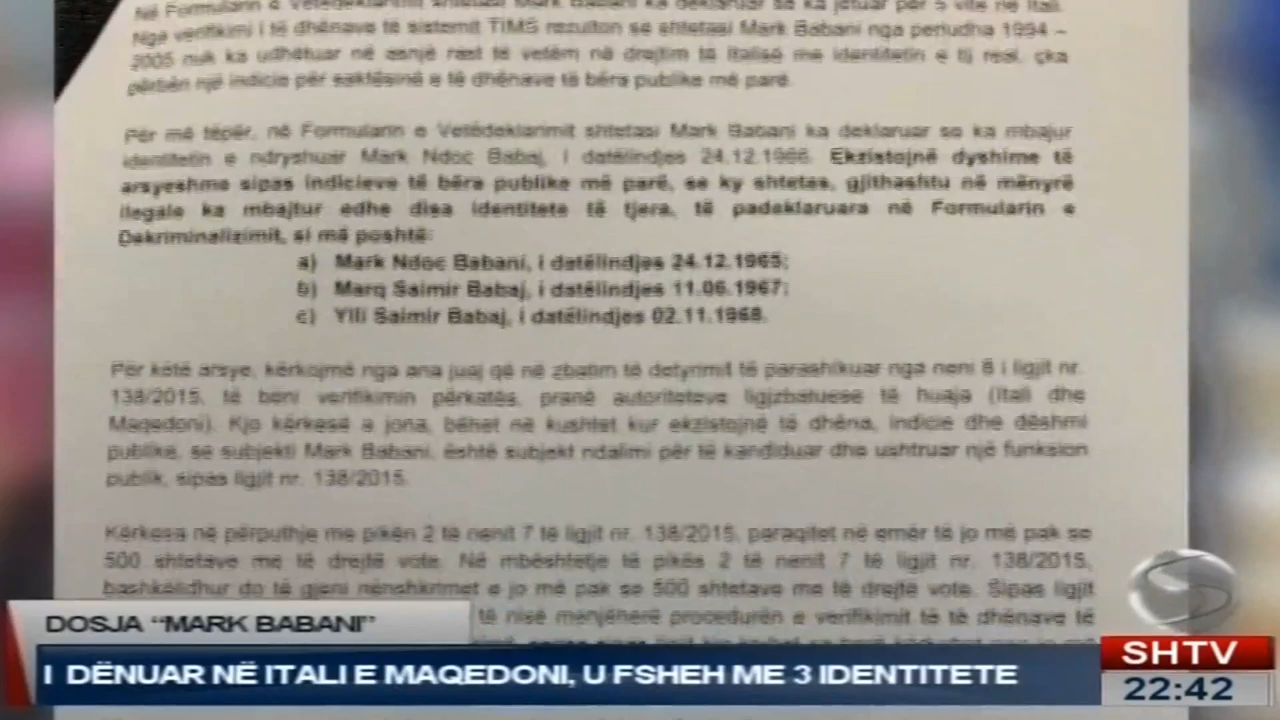 Në Formularin e Vetëdeklarimit shtetasi Mark Babani ka deklaruar se ka jetuar për 5 vite në Itali.
Nga verifikimi i të dhënave të sistemit TIMS rezulton se shtetasi Mark Babani nga periudha 1994 –
2005 nuk ka udhëtuar në asnjë rast të vetëm në drejtim të Italisë me identitetin e tij real, çka
përbën një indicie për saktësinë e të dhënave të bëra publike më parë.
Për më tepër, në Formularin e Vetëdeklarimit shtetasi Mark Babani ka deklaruar se ka mbajur
identitetin e ndryshuar Mark Ndoc Babaj, i datëlindjes 24.12.1966. Ekzistojnë dyshime të
arsyeshme sipas indicieve të bëra publike më parë, se ky shtetas, gjithashtu në mënyrë
ilegale ka mbajtur edhe disa identitete të tjera, të padeklaruara në Formularin e
Dekriminalizimit, si më poshtë:
a) Mark Ndoc Babani, i datëlindjes 24.12.1965;
b) Marq Saimir Babaj, i datëlindjes 11.06.1967;
c) Yili Saimir Babaj, i datëlindjes 02.11.1968.
Për këtë arsye, kërkojmë nga ana juaj që në zbatim të detyrimit të parashikuar nga neni 8 i ligjit nr.
138/2015, të beni verifikimin përkatës, pranë autoriteteve ligjzbatuese të huaja (Itali dhe
Maqedoni). Kjo kërkesë a jona, bëhet në kushtet kur ekzistojnë të dhëna, indicie dhe dëshmi
publike, se subjekti Mark Babani, është subjekt ndalimi për të kandiduar dhe ushtruar një funksion
publik, sipas ligjit nr. 138/2015.
Kërkesa në përputhje me pikën 2 të nenit 7 të ligjit nr. 138/2015, paraqitet në emër të jo më pak se
500 shtetave me të drejtë vote. Në mbështetje të pikës 2 të nenit 7 të ligjit nr. 138/2015,
bashkëlidhur do të gjeni nënshkrimet e jo më pak se 500 shtetave me të drejtë vote. Sipas ligjit
të nisë menjëherë procedurën e verifikimit të të dhënave të
DOSJA "MARK BABANI"
I DËNUAR NË ITALI E MAQEDONI, U FSHEH ME 3 IDENTITETE
SHTV
22:42